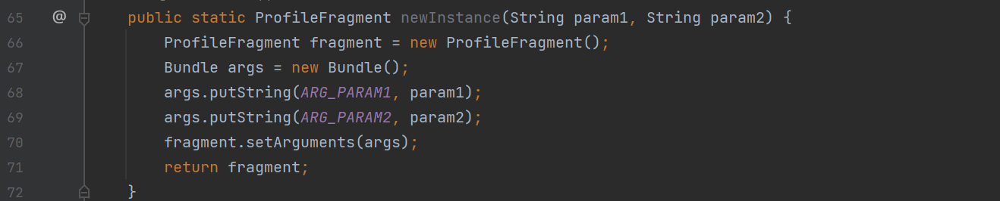 65 @ public static ProfileFragment newInstance(String param1, String param2) {
66 ProfileFragment fragment = new ProfileFragment();
67 Bundle args = new Bundle();
68 args.putString(ARG_PARAM1, param1);
69 args.putString(ARG_PARAM2, param2);
70 fragment.setArguments(args);
71 return fragment;
72 }